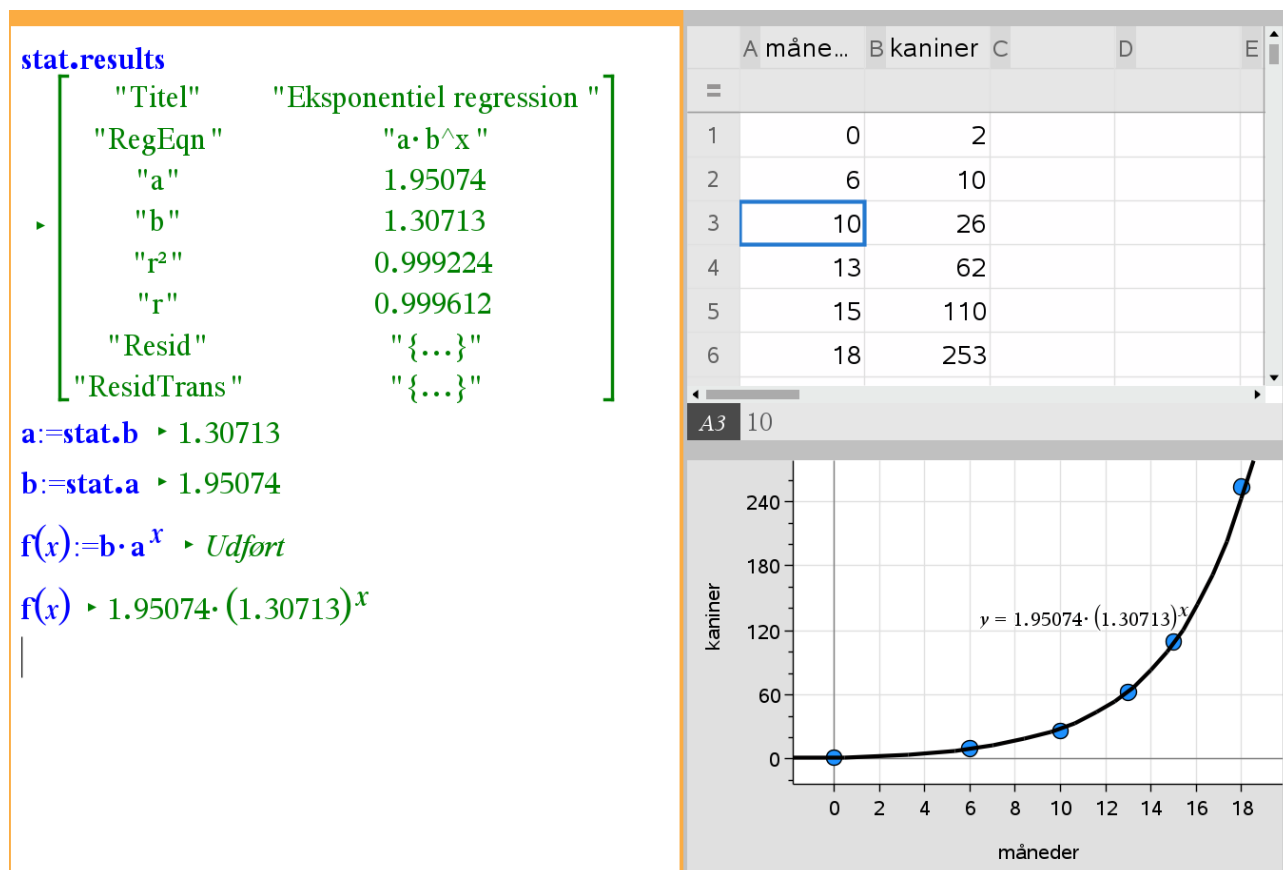 stat.results
"Titel" "Eksponentiel regression "
"RegEqn" "a·b^x "
"a" 1.95074
"b" 1.30713
"r²" 0.999224
"r" 0.999612
"Resid" "{...}"
"ResidTrans" "{...}"
a:=stat.b ▸ 1.30713
b:=stat.a ▸ 1.95074
f(x):=b·a^x ▸ Udført
f(x) ▸ 1.95074·(1.30713)^x
A måne... B kaniner C D E
=
1 0 2
2 6 10
3 10 26
4 13 62
5 15 110
6 18 253
A3 10
240
180
120
60
0
kaniner
y = 1.95074·(1.30713)^x
0 2 4 6 8 10 12 14 16 18
måneder